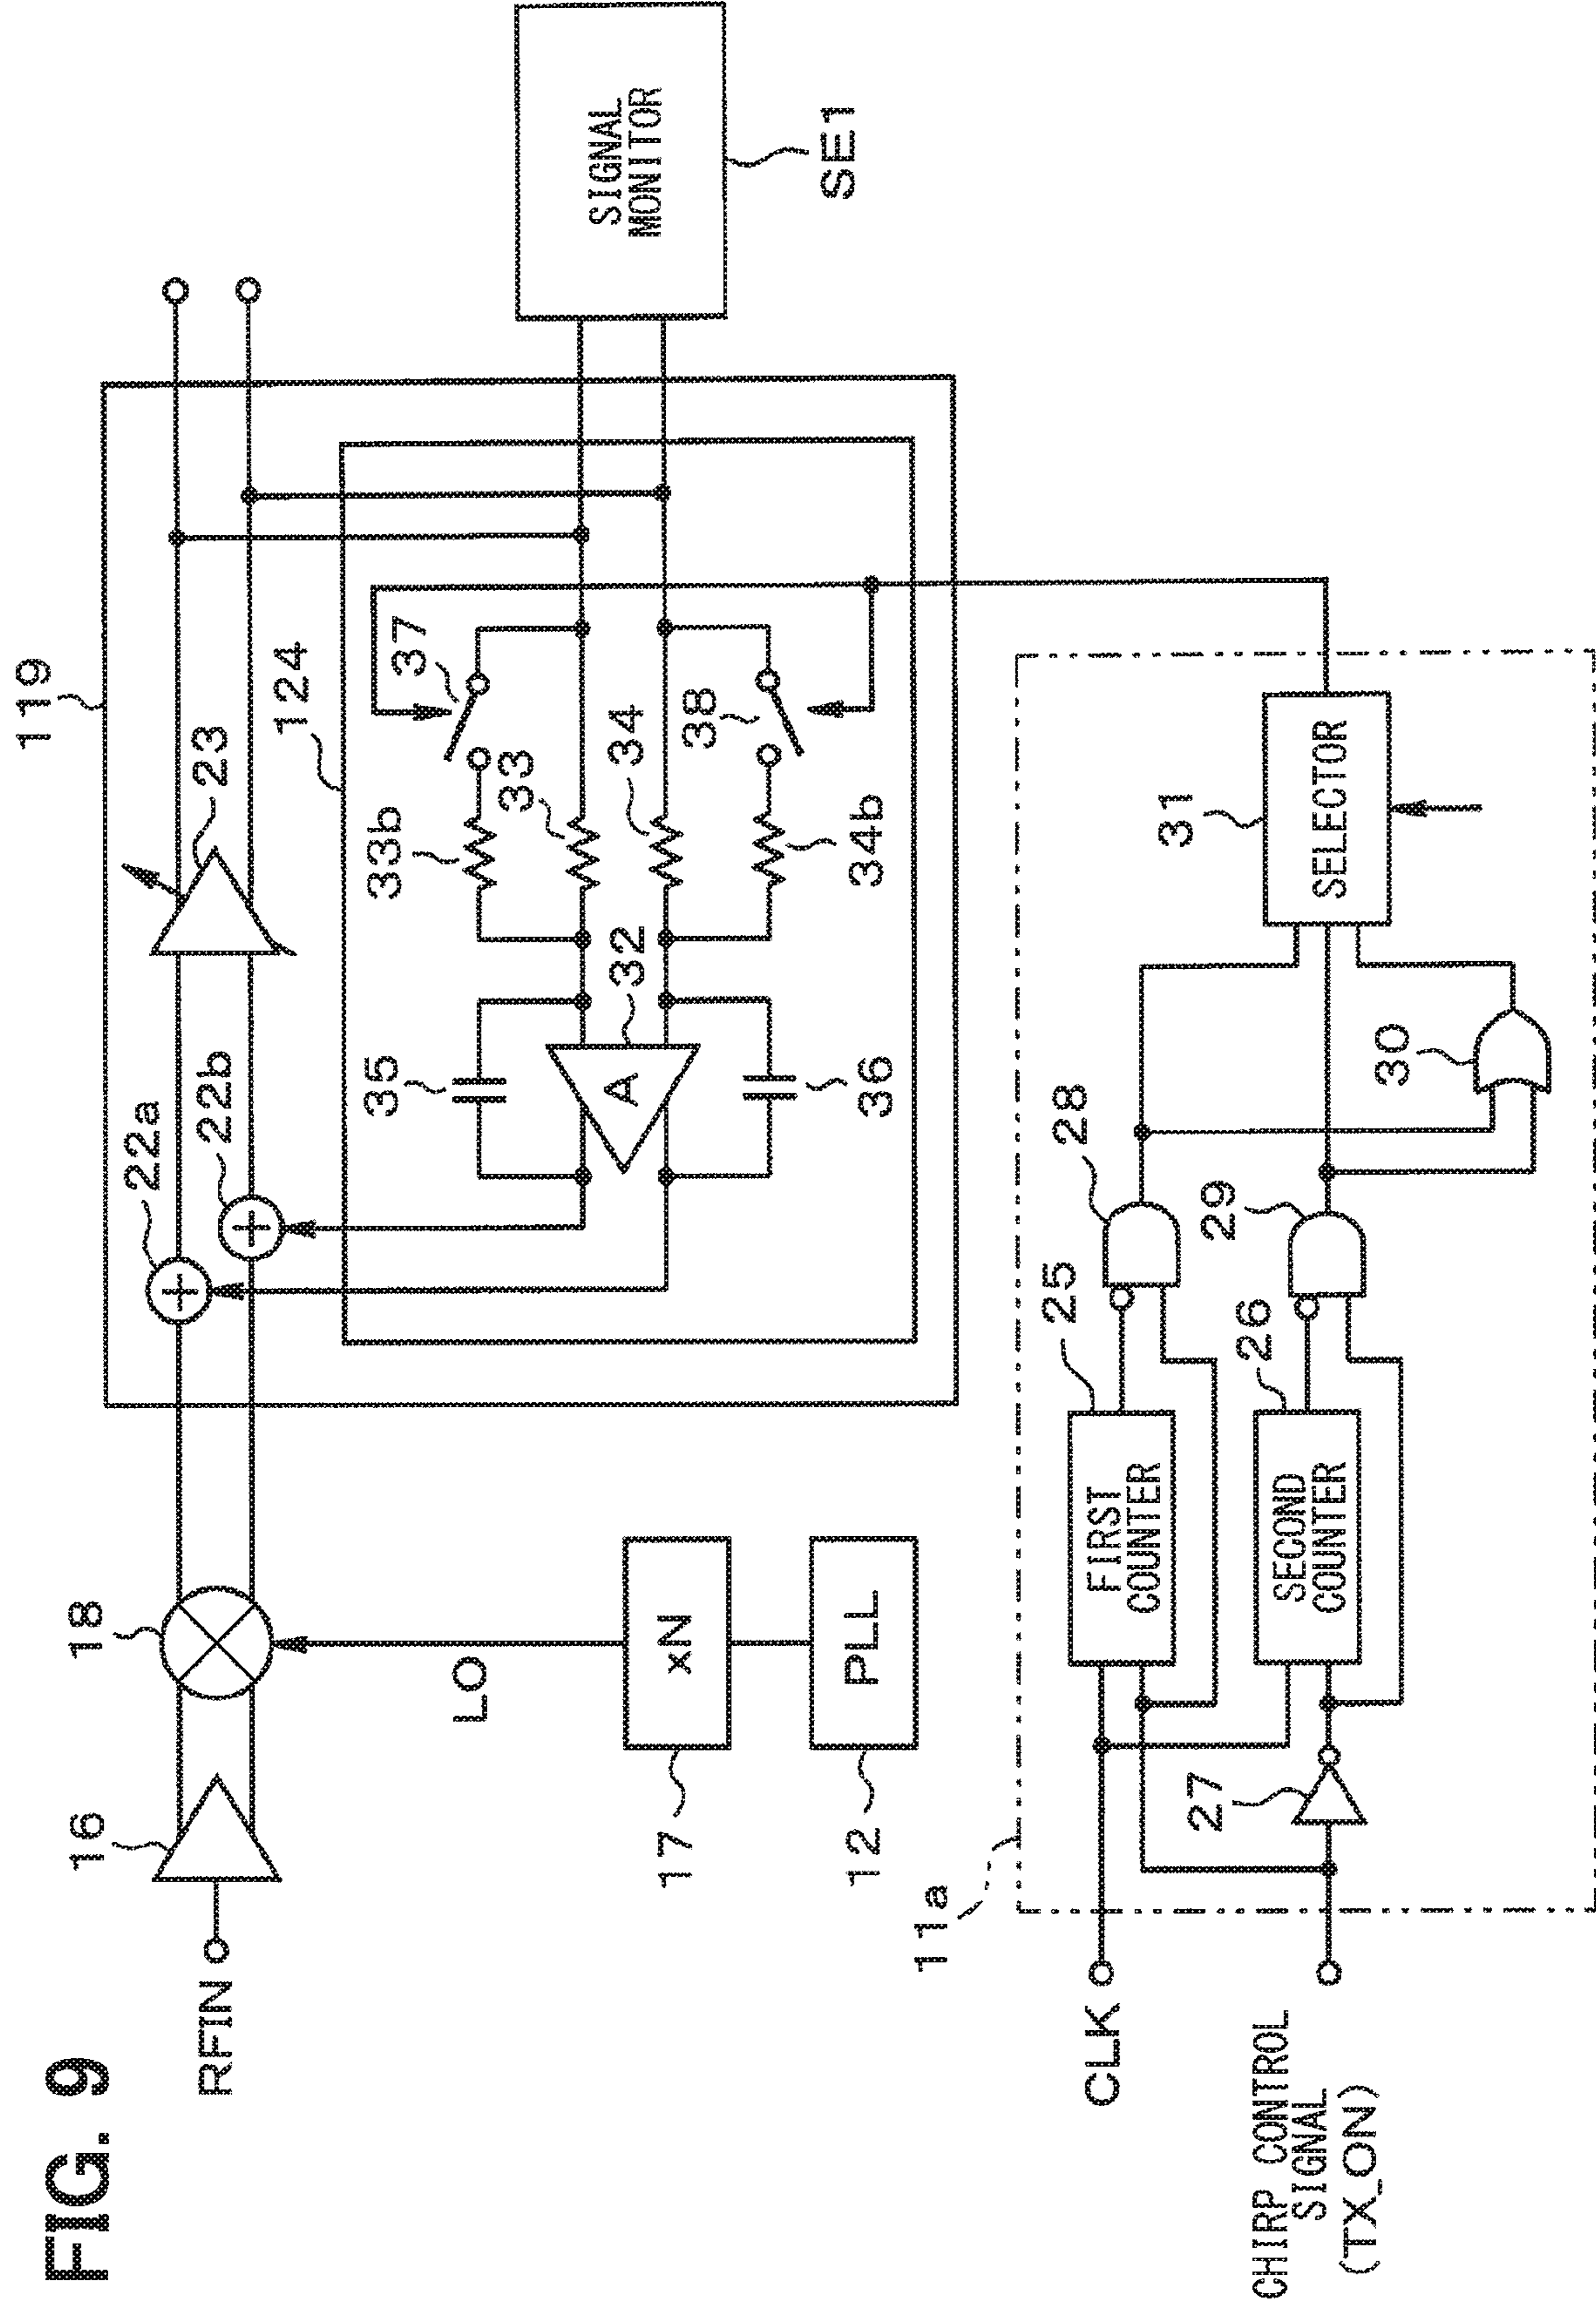 FIG. 9
119
23
22a
22b
18
16
RFIN
124
37
33b
33
34
38
34b
35
32
A
36
SIGNAL
MONITOR
SE1
LO
xN
17
PLL
12
11a
CLK
CHIRP CONTROL
SIGNAL
(TX_ON)
27
FIRST
COUNTER
25
SECOND
COUNTER
26
28
29
30
31
SELECTOR